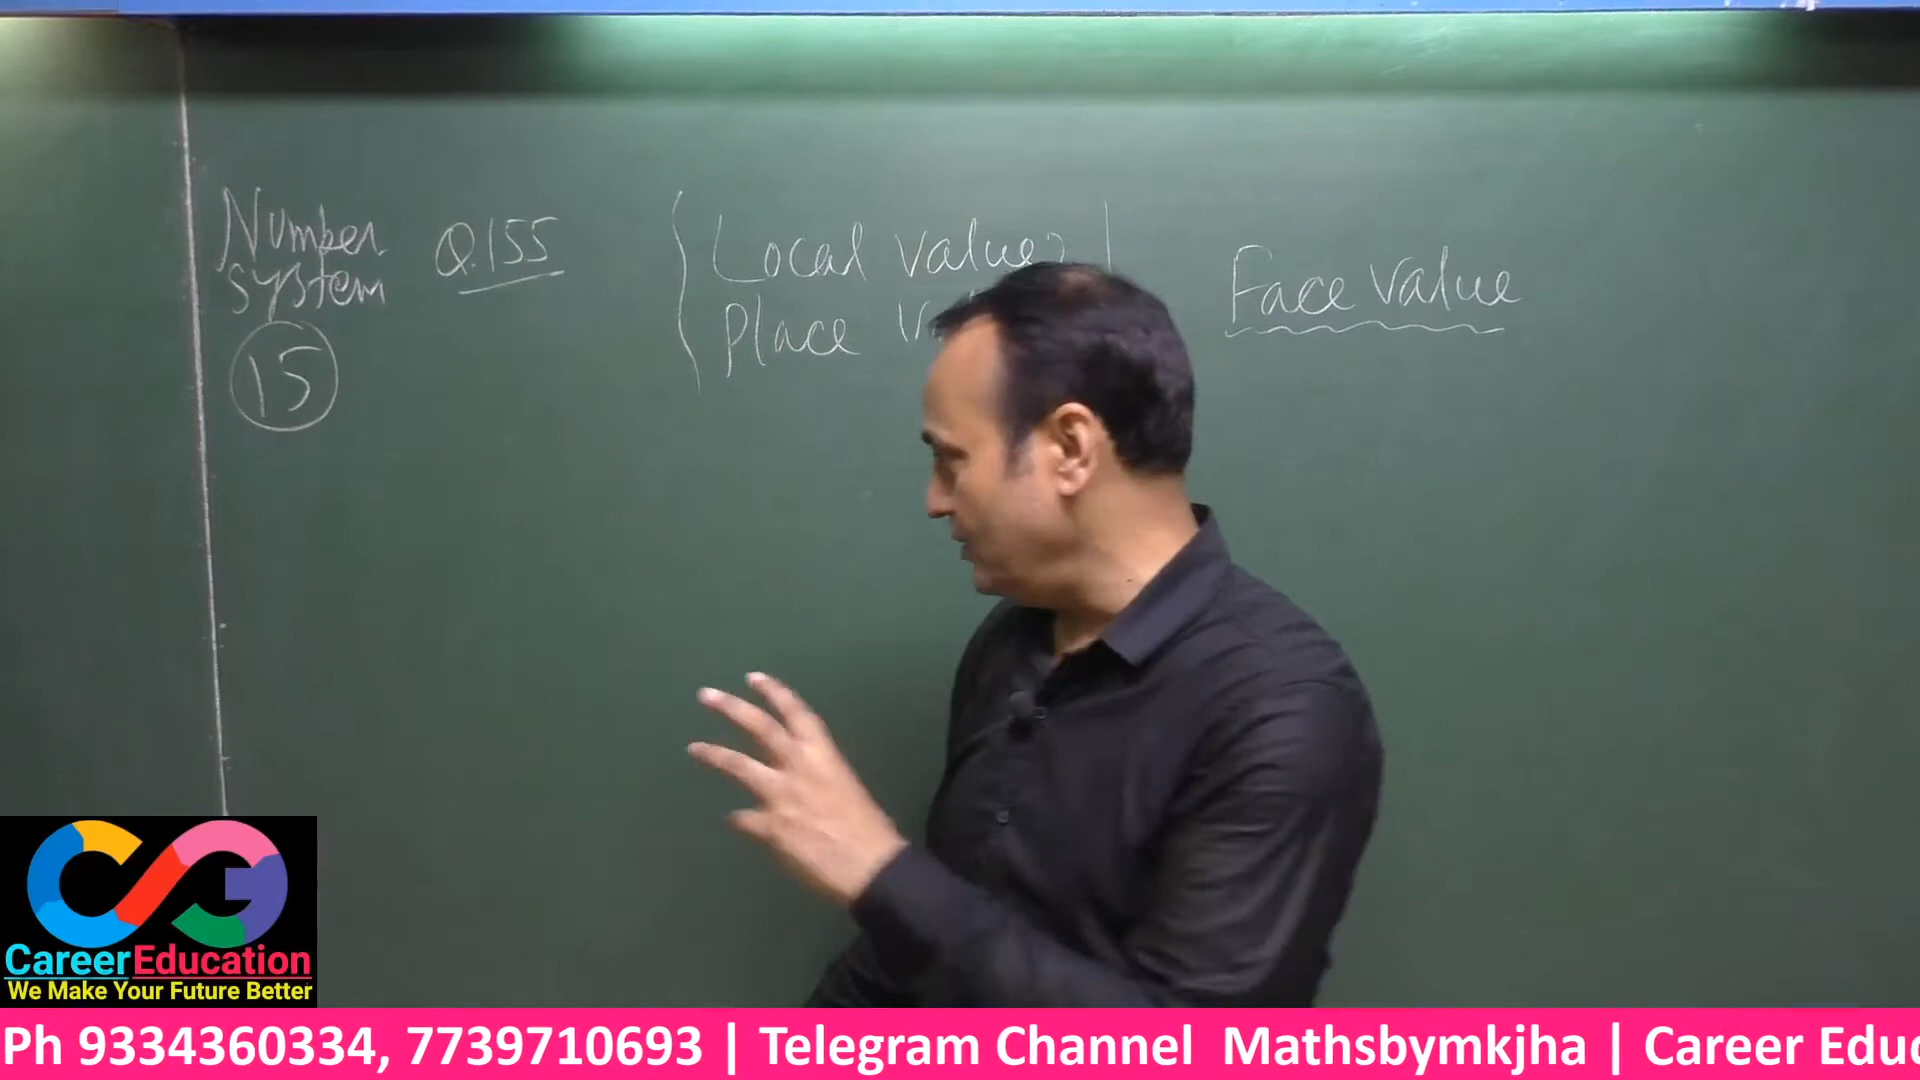 Number
system
15
Q.155
Local value
Place
Face value
CareerEducation
We Make Your Future Better
Ph 9334360334, 7739710693 | Telegram Channel Mathsbymkjha | Career Educ